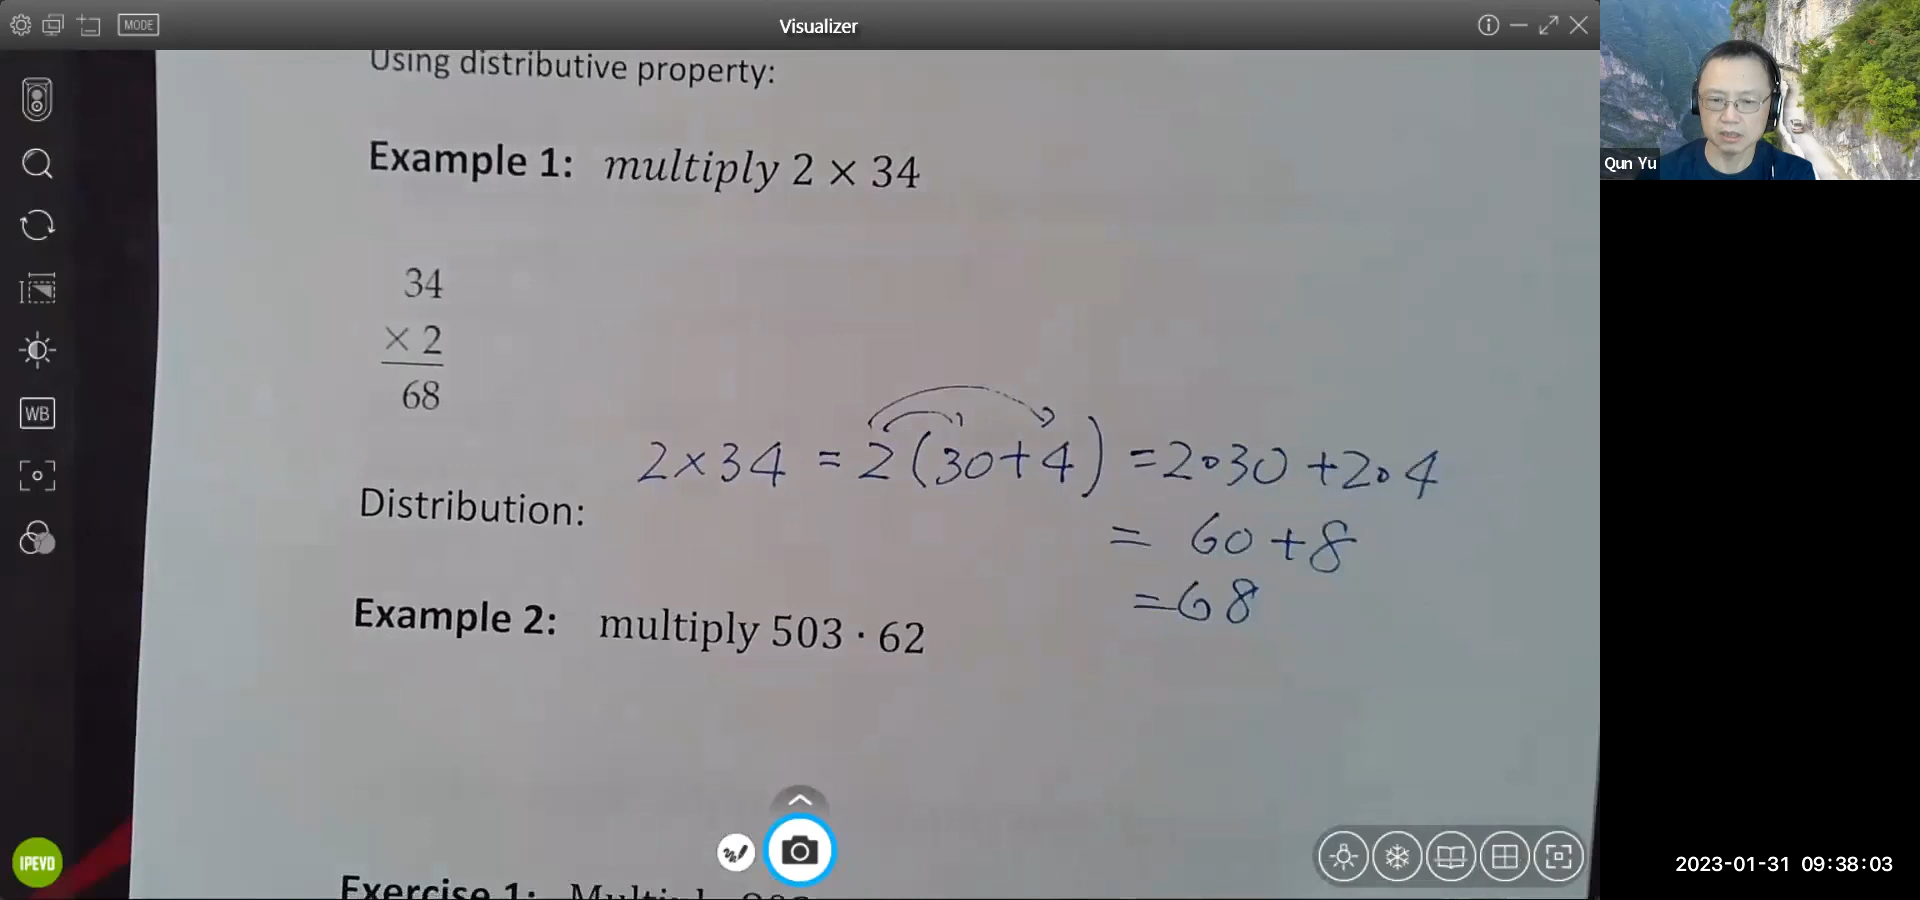 MODE
Visualizer
Using distributive property:
Example 1: multiply 2 × 34
34
× 2
68
2×34 = 2(30+4) = 2•30 + 2•4
Distribution:
= 60 + 8
= 68
Example 2: multiply 503 · 62
Exercise 1:
WB
IPEVO
Qun Yu
2023-01-31 09:38:03